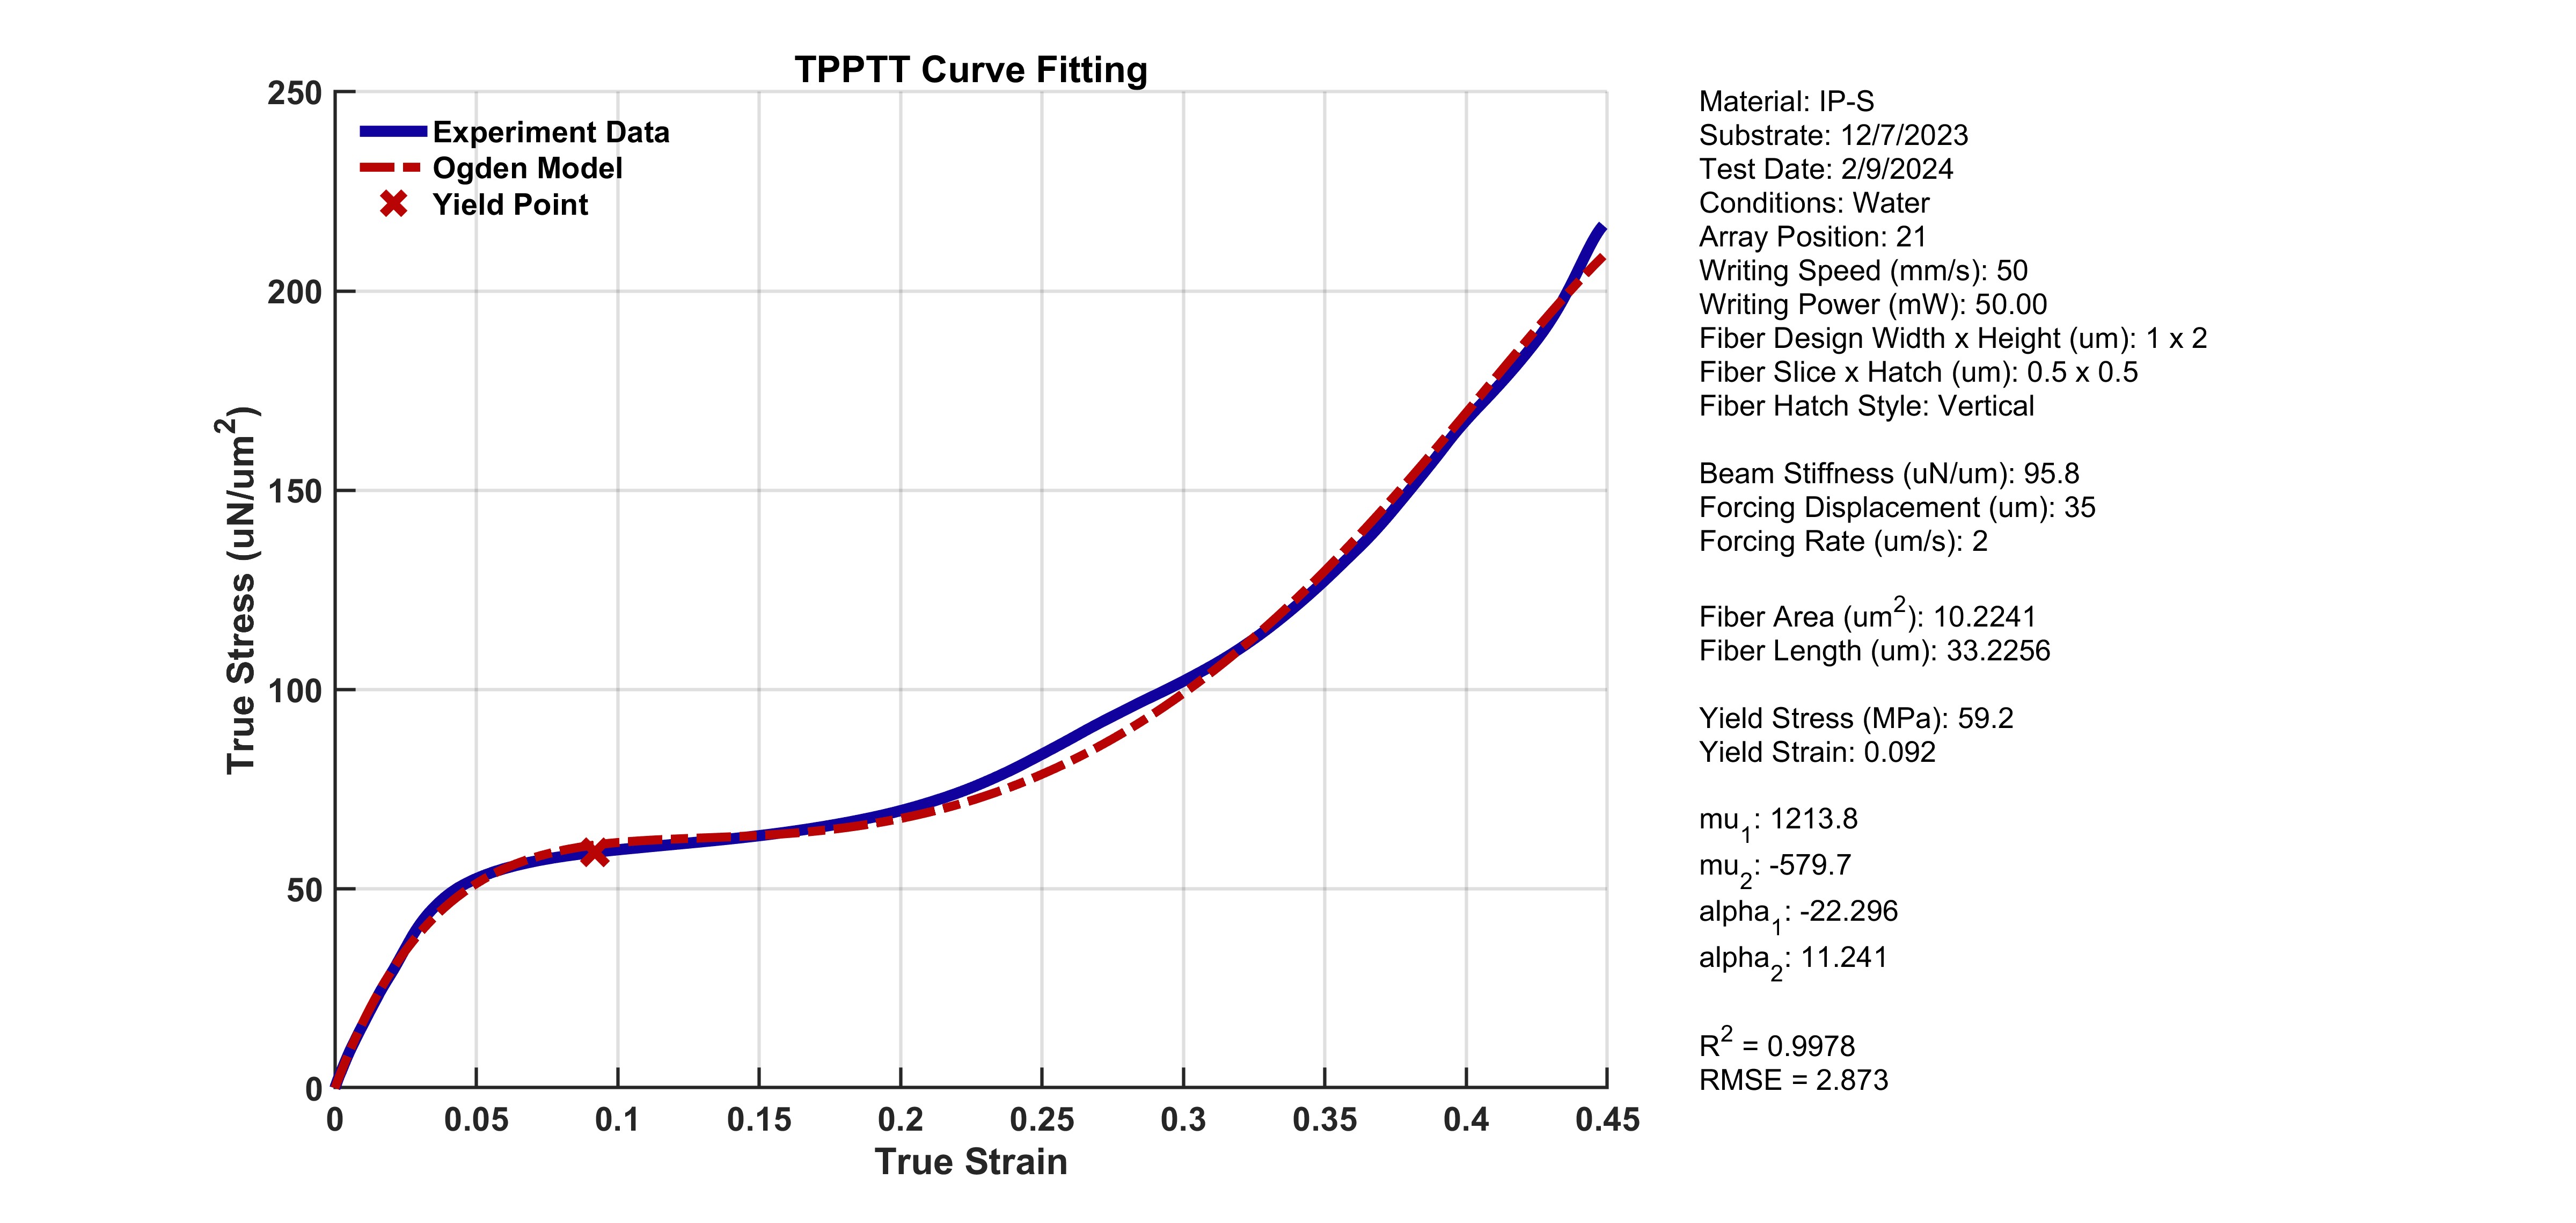 TPPTT Curve Fitting
250
200
150
100
50
0
True Stress (uN/um²)
Experiment Data
Ogden Model
Yield Point
0 0.05 0.1 0.15 0.2 0.25 0.3 0.35 0.4 0.45
True Strain
Material: IP-S
Substrate: 12/7/2023
Test Date: 2/9/2024
Conditions: Water
Array Position: 21
Writing Speed (mm/s): 50
Writing Power (mW): 50.00
Fiber Design Width x Height (um): 1 x 2
Fiber Slice x Hatch (um): 0.5 x 0.5
Fiber Hatch Style: Vertical
Beam Stiffness (uN/um): 95.8
Forcing Displacement (um): 35
Forcing Rate (um/s): 2
Fiber Area (um²): 10.2241
Fiber Length (um): 33.2256
Yield Stress (MPa): 59.2
Yield Strain: 0.092
mu₁: 1213.8
mu₂: -579.7
alpha₁: -22.296
alpha₂: 11.241
R² = 0.9978
RMSE = 2.873